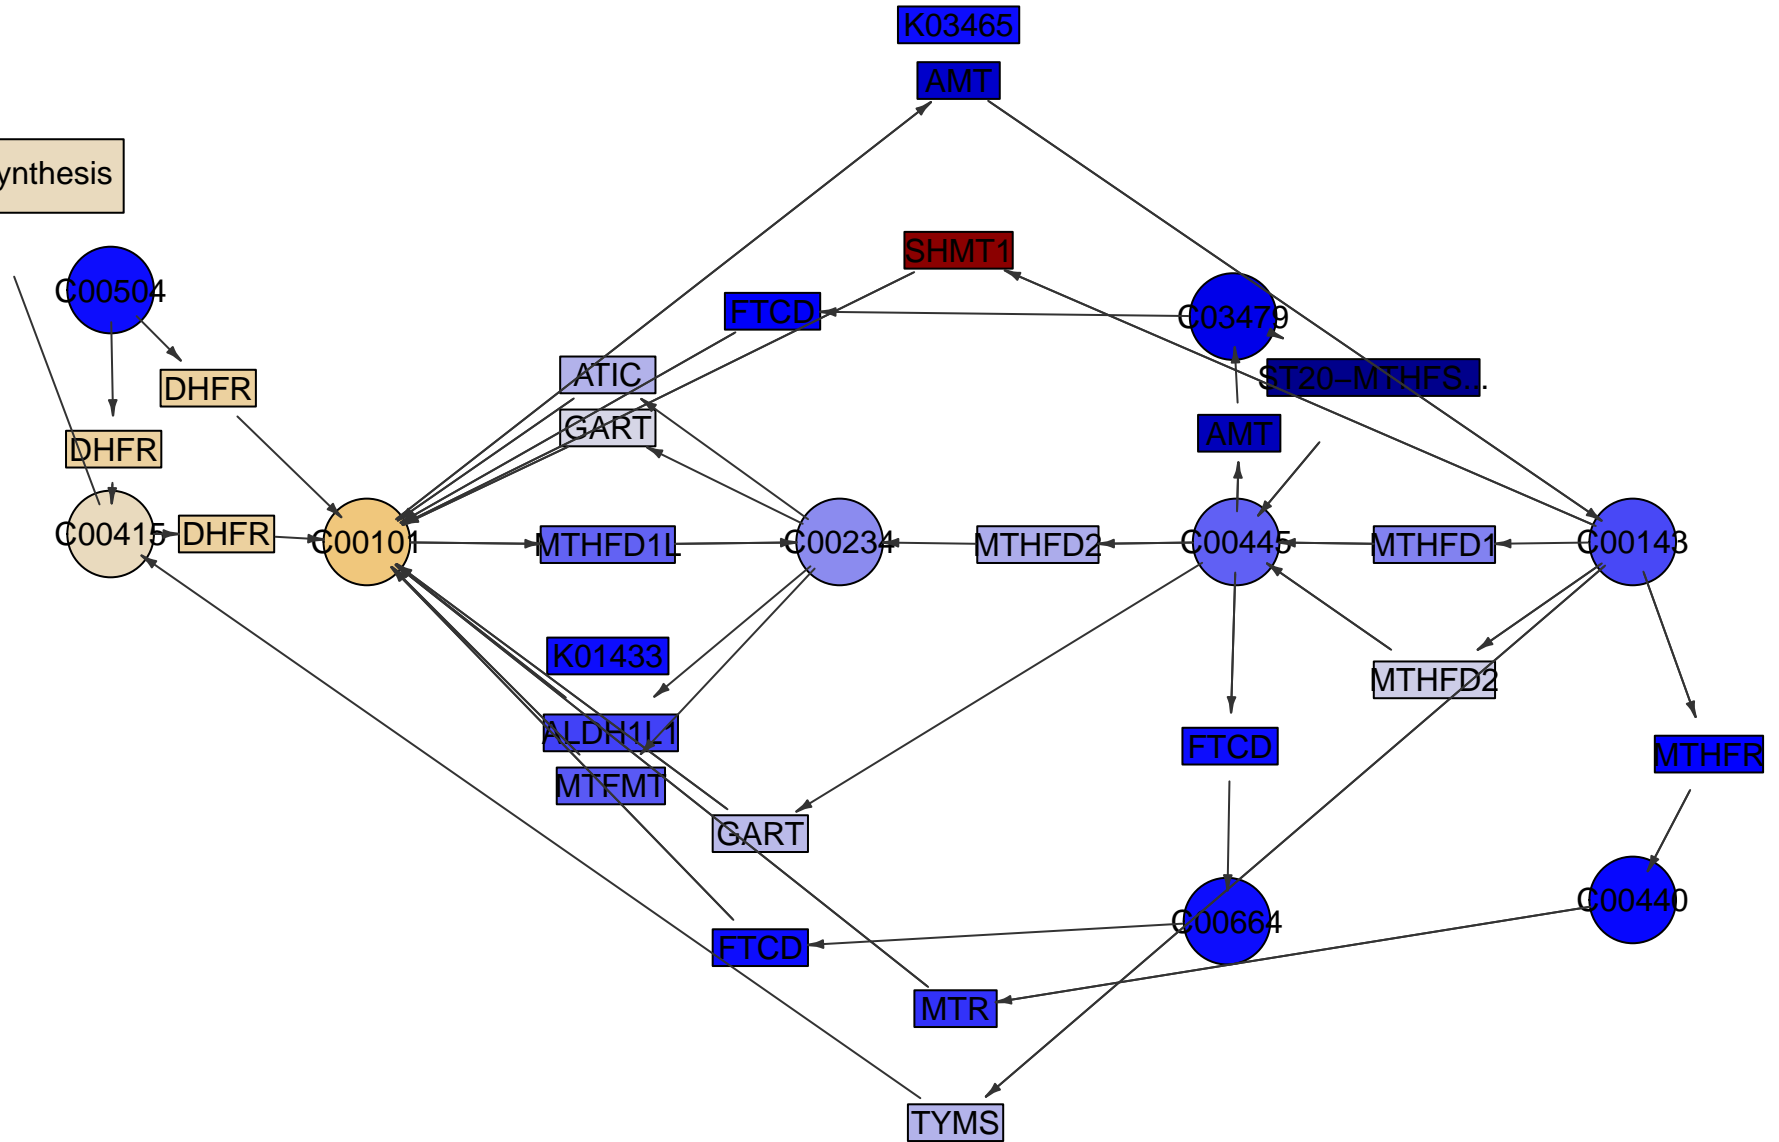 K03465
AMT
ynthesis
SHMT1
C00504
FTCD
C03479
ATIC
ST20−MTHFS...
DHFR
GART
AMT
DHFR
C00415
DHFR
C00101
MTHFD1L
C00234
MTHFD2
C00445
MTHFD1
C00143
K01433
MTHFD2
ALDH1L1
FTCD
MTHFR
MTFMT
GART
C00440
C00664
FTCD
MTR
TYMS